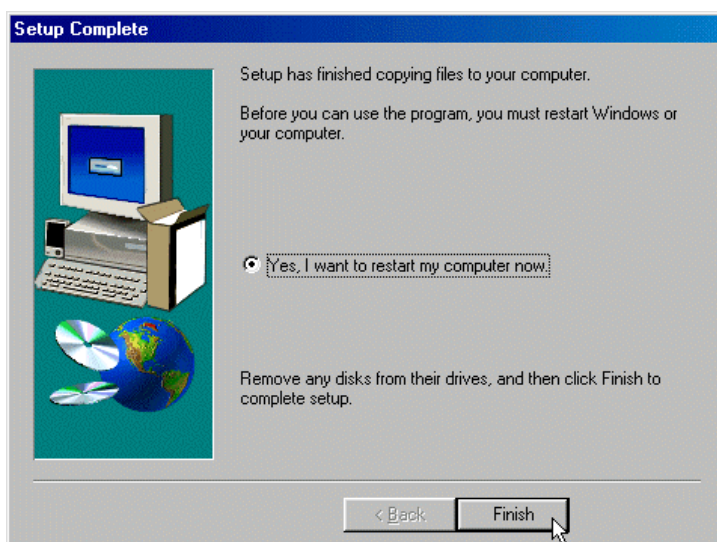 Setup Complete
Setup has finished copying files to your computer.
Before you can use the program, you must restart Windows or
your computer.
Yes, I want to restart my computer now.
Remove any disks from their drives, and then click Finish to
complete setup.
< Back
Finish